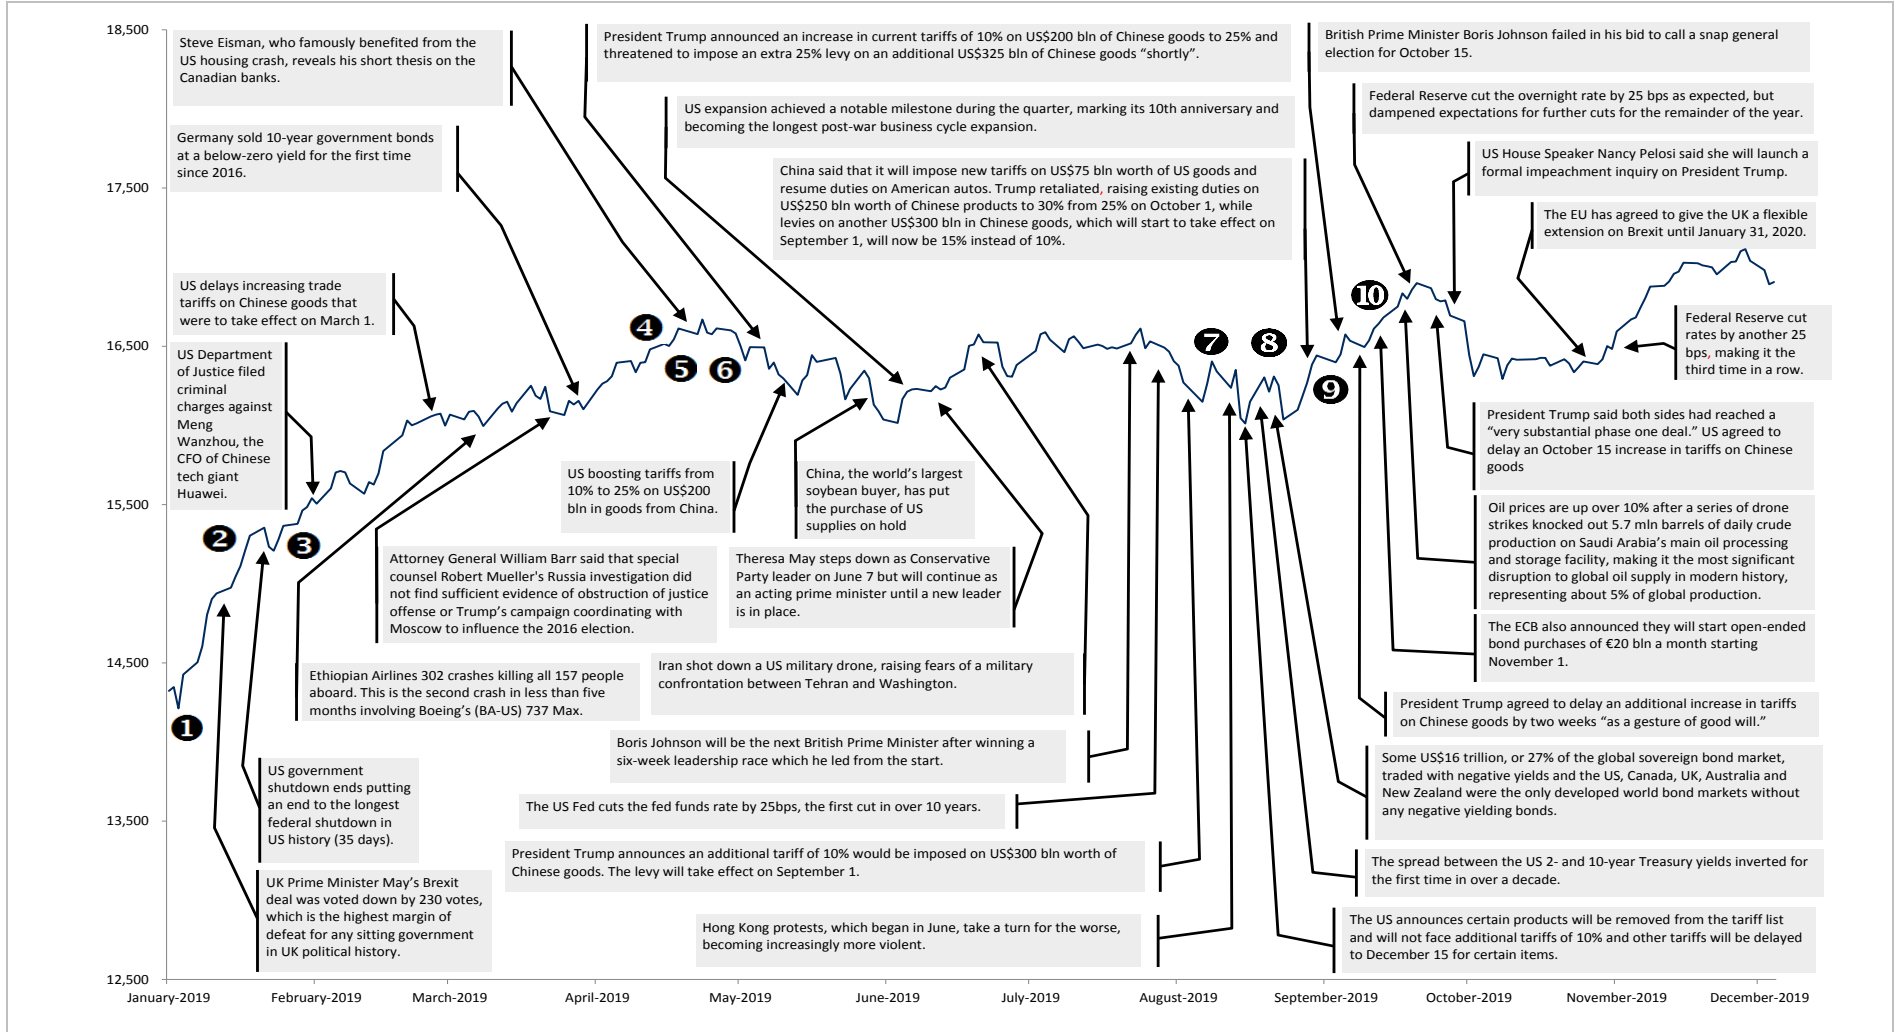 18,500
17,500
16,500
15,500
14,500
13,500
12,500
Steve Eisman, who famously benefited from the
US housing crash, reveals his short thesis on the
Canadian banks.
Germany sold 10-year government bonds
at a below-zero yield for the first time
since 2016.
US delays increasing trade
tariffs on Chinese goods that
were to take effect on March 1.
US Department
of Justice filed
criminal
charges against
Meng
Wanzhou, the
CFO of Chinese
tech giant
Huawei.
President Trump announced an increase in current tariffs of 10% on US$200 bln of Chinese goods to 25% and
threatened to impose an extra 25% levy on an additional US$325 bln of Chinese goods “shortly”.
US expansion achieved a notable milestone during the quarter, marking its 10th anniversary and
becoming the longest post-war business cycle expansion.
China said that it will impose new tariffs on US$75 bln worth of US goods and
resume duties on American autos. Trump retaliated, raising existing duties on
US$250 bln worth of Chinese products to 30% from 25% on October 1, while
levies on another US$300 bln in Chinese goods, which will start to take effect on
September 1, will now be 15% instead of 10%.
British Prime Minister Boris Johnson failed in his bid to call a snap general
election for October 15.
Federal Reserve cut the overnight rate by 25 bps as expected, but
dampened expectations for further cuts for the remainder of the year.
US House Speaker Nancy Pelosi said she will launch a
formal impeachment inquiry on President Trump.
The EU has agreed to give the UK a flexible
extension on Brexit until January 31, 2020.
Federal Reserve cut
rates by another 25
bps, making it the
third time in a row.
1
2
3
4
5
6
7
8
9
10
US boosting tariffs from
10% to 25% on US$200
bln in goods from China.
China, the world’s largest
soybean buyer, has put
the purchase of US
supplies on hold
Attorney General William Barr said that special
counsel Robert Mueller's Russia investigation did
not find sufficient evidence of obstruction of justice
offense or Trump’s campaign coordinating with
Moscow to influence the 2016 election.
Theresa May steps down as Conservative
Party leader on June 7 but will continue as
an acting prime minister until a new leader
is in place.
Ethiopian Airlines 302 crashes killing all 157 people
aboard. This is the second crash in less than five
months involving Boeing’s (BA-US) 737 Max.
Iran shot down a US military drone, raising fears of a military
confrontation between Tehran and Washington.
Boris Johnson will be the next British Prime Minister after winning a
six-week leadership race which he led from the start.
The US Fed cuts the fed funds rate by 25bps, the first cut in over 10 years.
President Trump announces an additional tariff of 10% would be imposed on US$300 bln worth of
Chinese goods. The levy will take effect on September 1.
Hong Kong protests, which began in June, take a turn for the worse,
becoming increasingly more violent.
US government
shutdown ends putting
an end to the longest
federal shutdown in
US history (35 days).
UK Prime Minister May’s Brexit
deal was voted down by 230 votes,
which is the highest margin of
defeat for any sitting government
in UK political history.
President Trump said both sides had reached a
“very substantial phase one deal.” US agreed to
delay an October 15 increase in tariffs on Chinese
goods
Oil prices are up over 10% after a series of drone
strikes knocked out 5.7 mln barrels of daily crude
production on Saudi Arabia’s main oil processing
and storage facility, making it the most significant
disruption to global oil supply in modern history,
representing about 5% of global production.
The ECB also announced they will start open-ended
bond purchases of €20 bln a month starting
November 1.
President Trump agreed to delay an additional increase in tariffs
on Chinese goods by two weeks “as a gesture of good will.”
Some US$16 trillion, or 27% of the global sovereign bond market,
traded with negative yields and the US, Canada, UK, Australia and
New Zealand were the only developed world bond markets without
any negative yielding bonds.
The spread between the US 2- and 10-year Treasury yields inverted for
the first time in over a decade.
The US announces certain products will be removed from the tariff list
and will not face additional tariffs of 10% and other tariffs will be delayed
to December 15 for certain items.
January-2019
February-2019
March-2019
April-2019
May-2019
June-2019
July-2019
August-2019
September-2019
October-2019
November-2019
December-2019